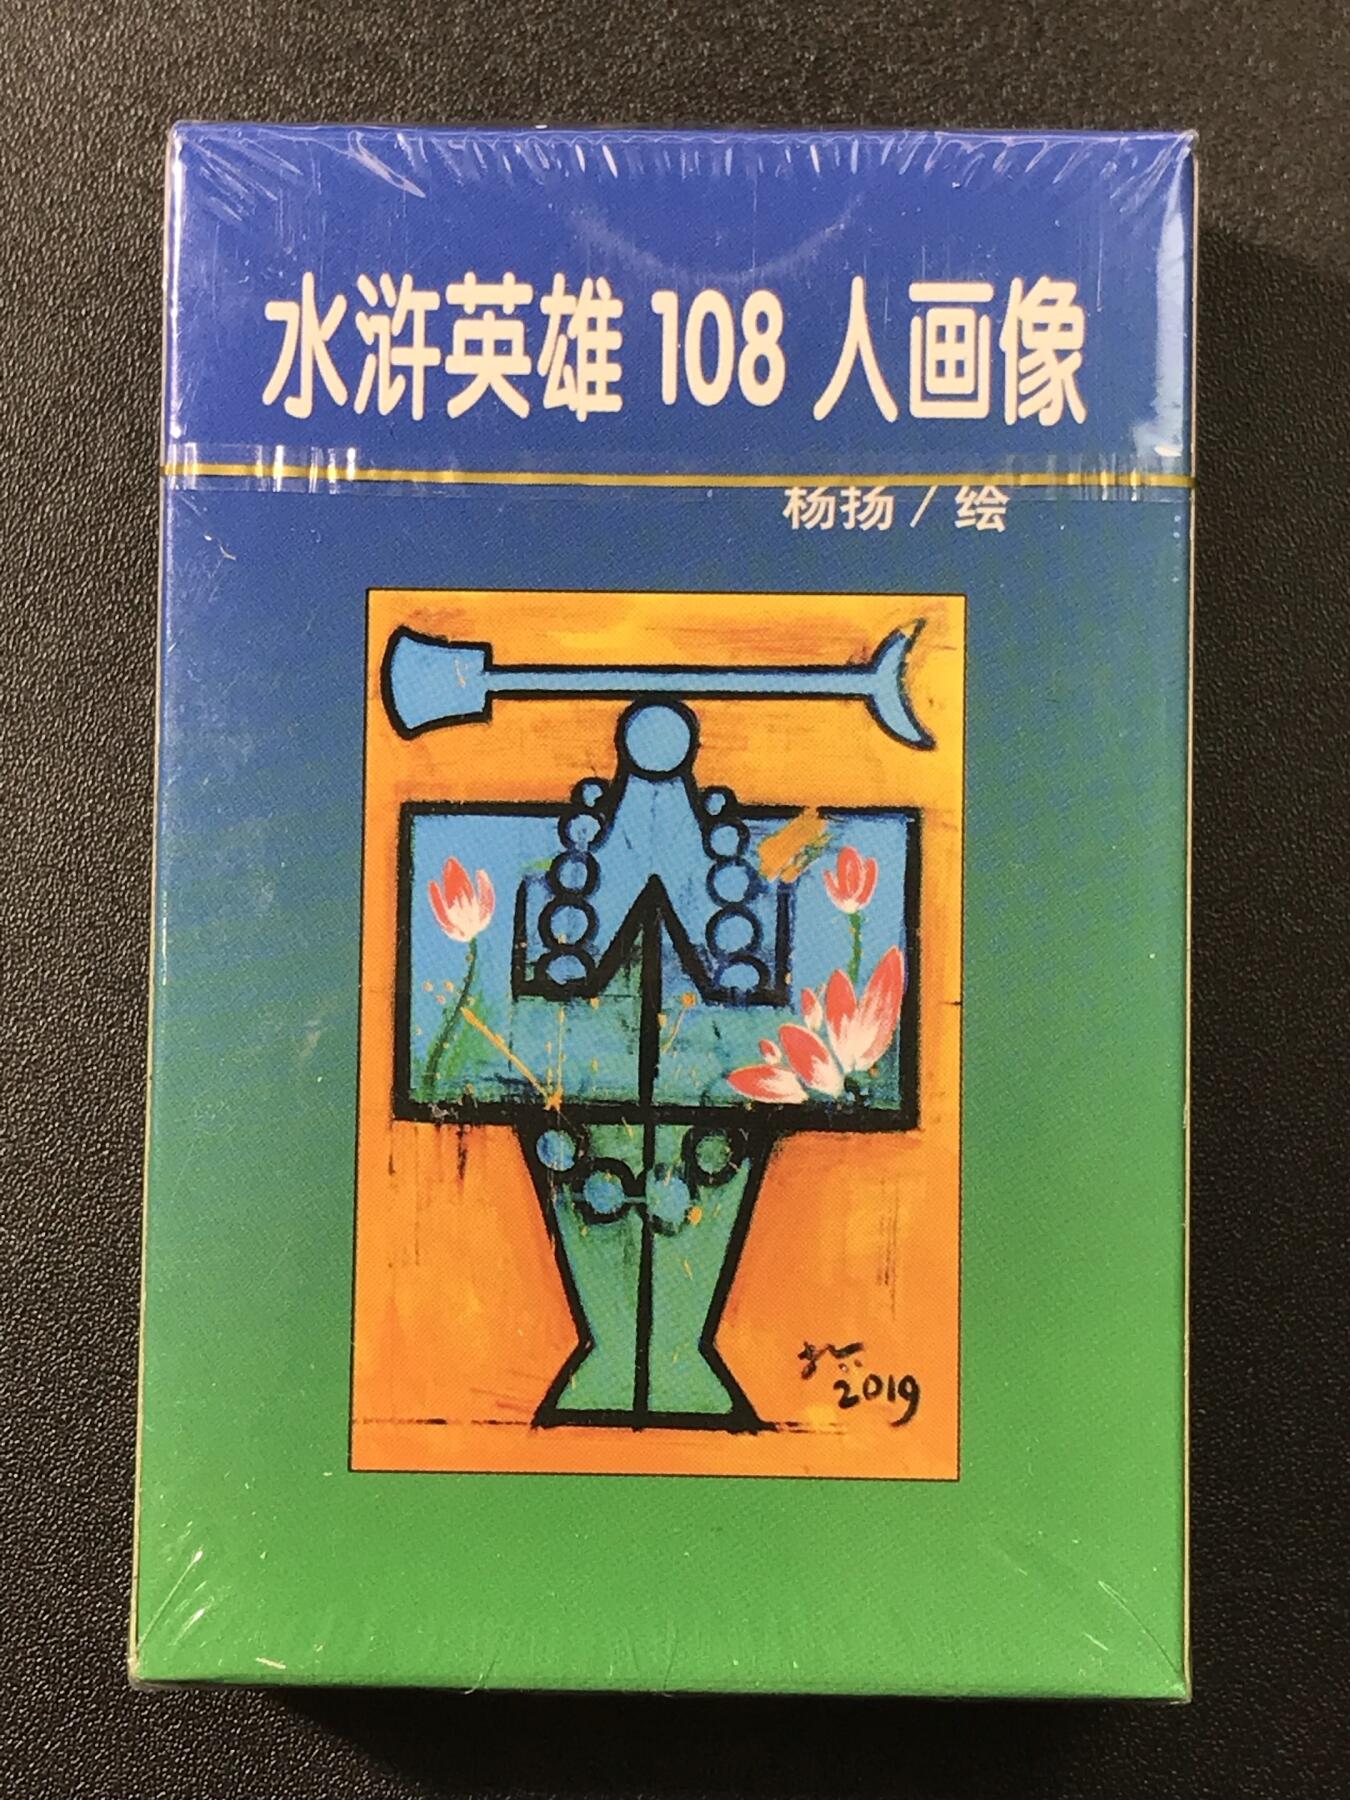 水浒英雄 108 人画像
杨扬 / 绘
2019